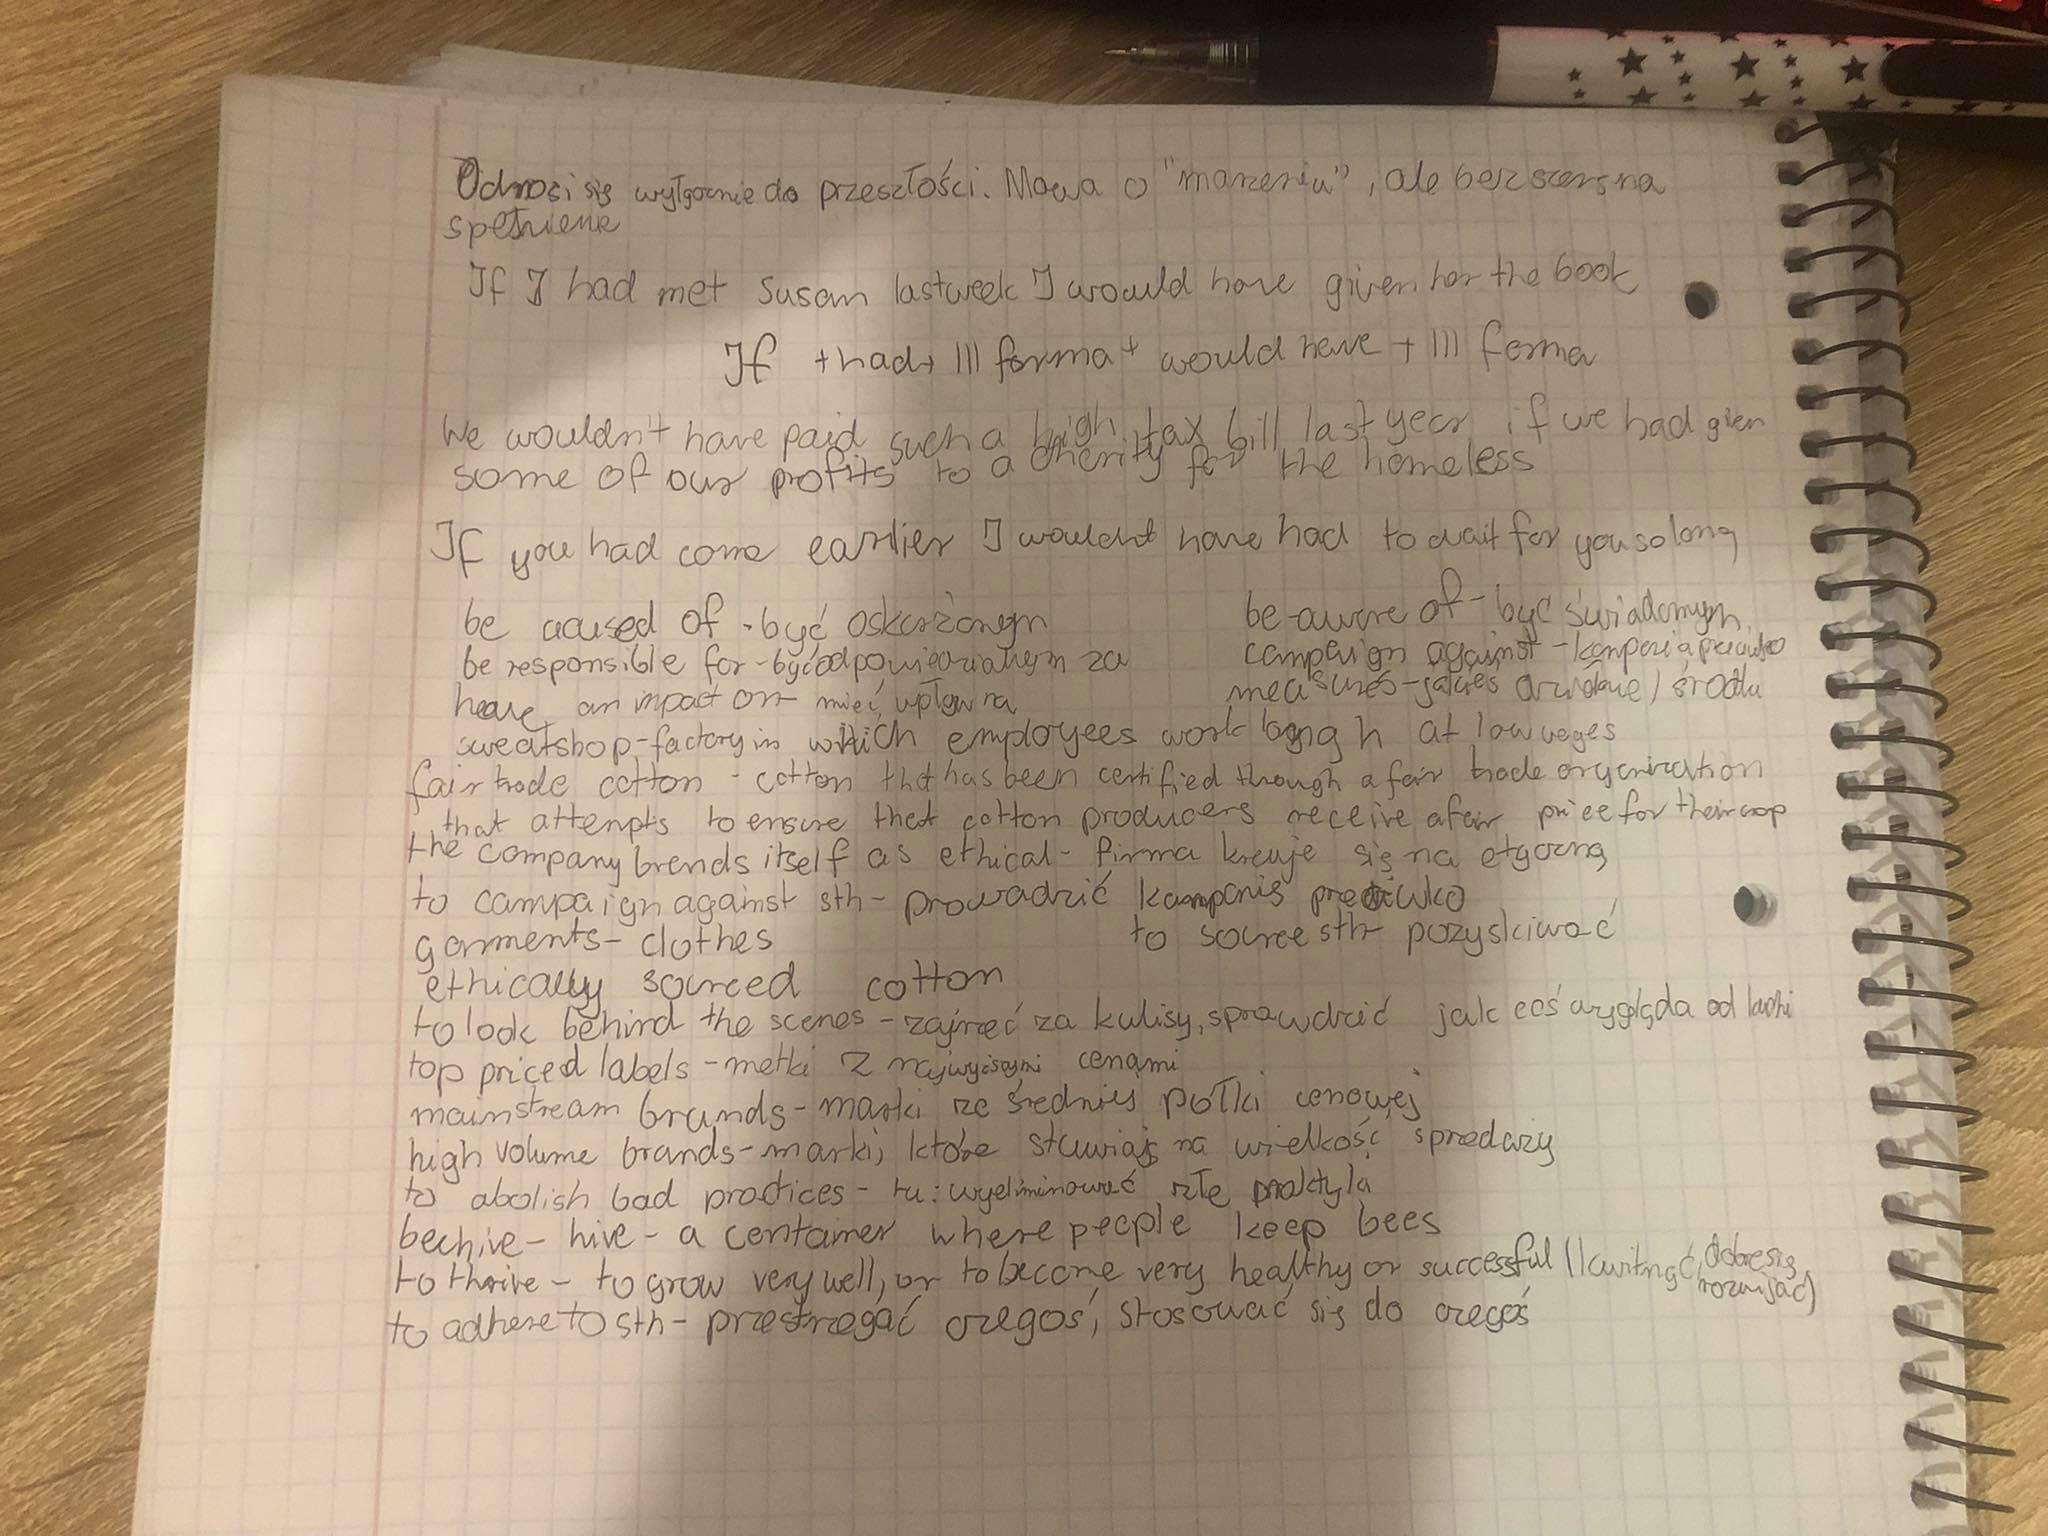 Odnosi się wyłącznie do przeszłości. Mowa o "marzeniu", ale bez szans na
spełnienie
If I had met Susan last week I would have given her the book
If + had + III forma + would have + III forma
We wouldn't have paid such a high tax bill last year if we had given
some of our profits to a cherity for the homeless
If you had come earlier I wouldn't have had to wait for you so long
be acused of - być oskarżonym be aware of - być świadomym
be responsible for - być odpowiedzialnym za campaign against - kampania przeciwko
have an impact on - mieć wpływ na measures - jakieś / środki
sweatshop - factory in which employees work long h at low weges
fair trade cotton - cotton that has been certified through a fair trade organization
that attempts to ensure that cotton producers receive a fair price for their crop
the company brends itself as ethical - firma kreuje się na etyczną
to campaign against sth - prowadzić kampanię przeciwko
garments - clothes to source sth - pozyskiwać
ethically sourced cotton
to look behind the scenes - zajrzeć za kulisy, sprawdzić jak coś wygląda od kuchni
top priced labels - metki z najwyższymi cenami
mainstream brands - marki ze średniej półki cenowej
high volume brands - marki, które stawiają na wielkość sprzedaży
to abolish bad practices - tu: wyeliminować złe praktyki
beehive - hive - a container where people keep bees
to thrive - to grow very well, or to become very healthy or successful (kwitnąć, dobrze się
rozwijać)
to adhere to sth - przestrzegać czegoś, stosować się do czegoś